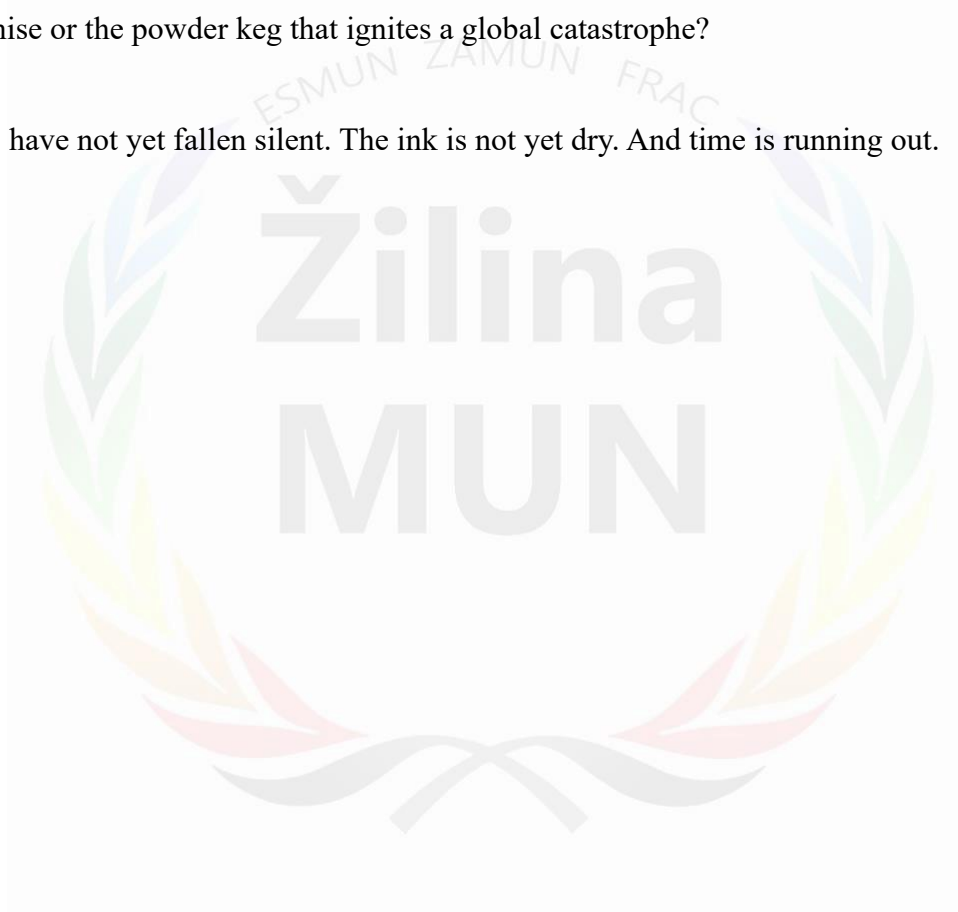 or the powder keg that ignites a global catastrophe?
ESMUN ZAMUN FRAC
have not yet fallen silent. The ink is not yet dry. And time is running out.
Žilina
MUN